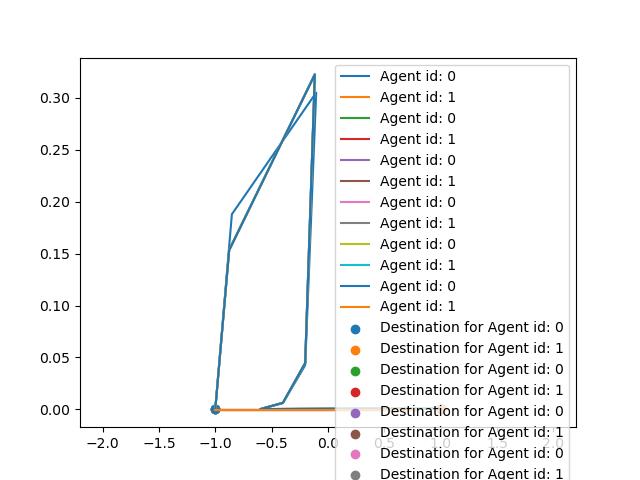 0.30
0.25
0.20
0.15
0.10
0.05
0.00
−2.0 −1.5 −1.0 −0.5 0.0 0.5 1.0 1.5 2.0
Agent id: 0
Agent id: 1
Agent id: 0
Agent id: 1
Agent id: 0
Agent id: 1
Agent id: 0
Agent id: 1
Agent id: 0
Agent id: 1
Agent id: 0
Agent id: 1
Destination for Agent id: 0
Destination for Agent id: 1
Destination for Agent id: 0
Destination for Agent id: 1
Destination for Agent id: 0
Destination for Agent id: 1
Destination for Agent id: 0
Destination for Agent id: 1